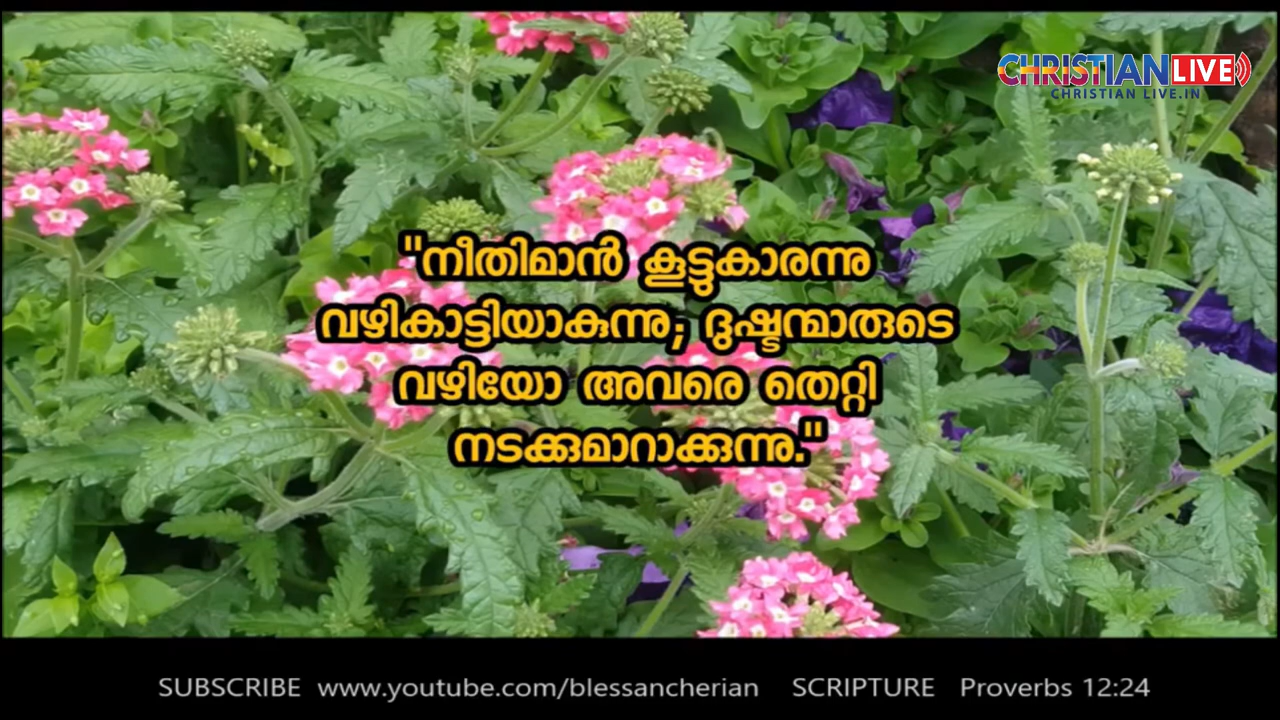 CHRISTIAN LIVE
CHRISTIAN LIVE.IN
"നീതിമാൻ കൂട്ടുകാരന്നു
വഴികാട്ടിയാകുന്നു; ദുഷ്ടന്മാരുടെ
വഴിയോ അവരെ തെറ്റി
നടക്കുമാറാക്കുന്നു."
SUBSCRIBE www.youtube.com/blessancherian SCRIPTURE Proverbs 12:24